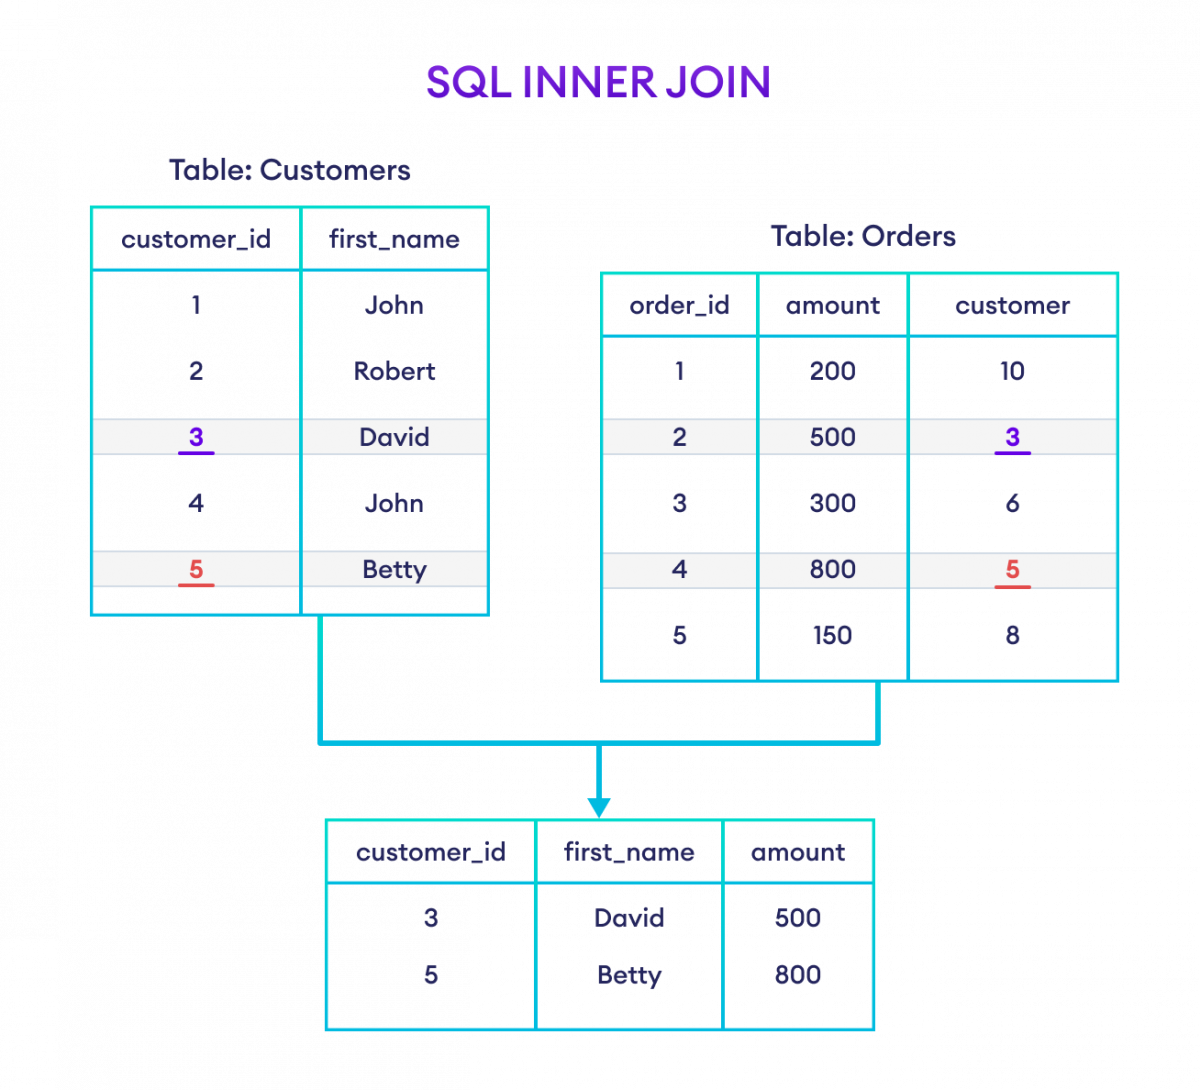 SQL INNER JOIN
Table: Customers
customer_id first_name
1 John
2 Robert
3 David
4 John
5 Betty
Table: Orders
order_id amount customer
1 200 10
2 500 3
3 300 6
4 800 5
5 150 8
customer_id first_name amount
3 David 500
5 Betty 800